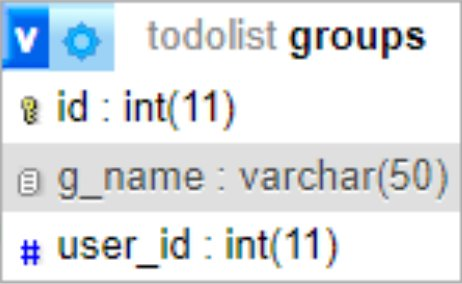 v todolist groups
id : int(11)
g_name : varchar(50)
# user_id : int(11)